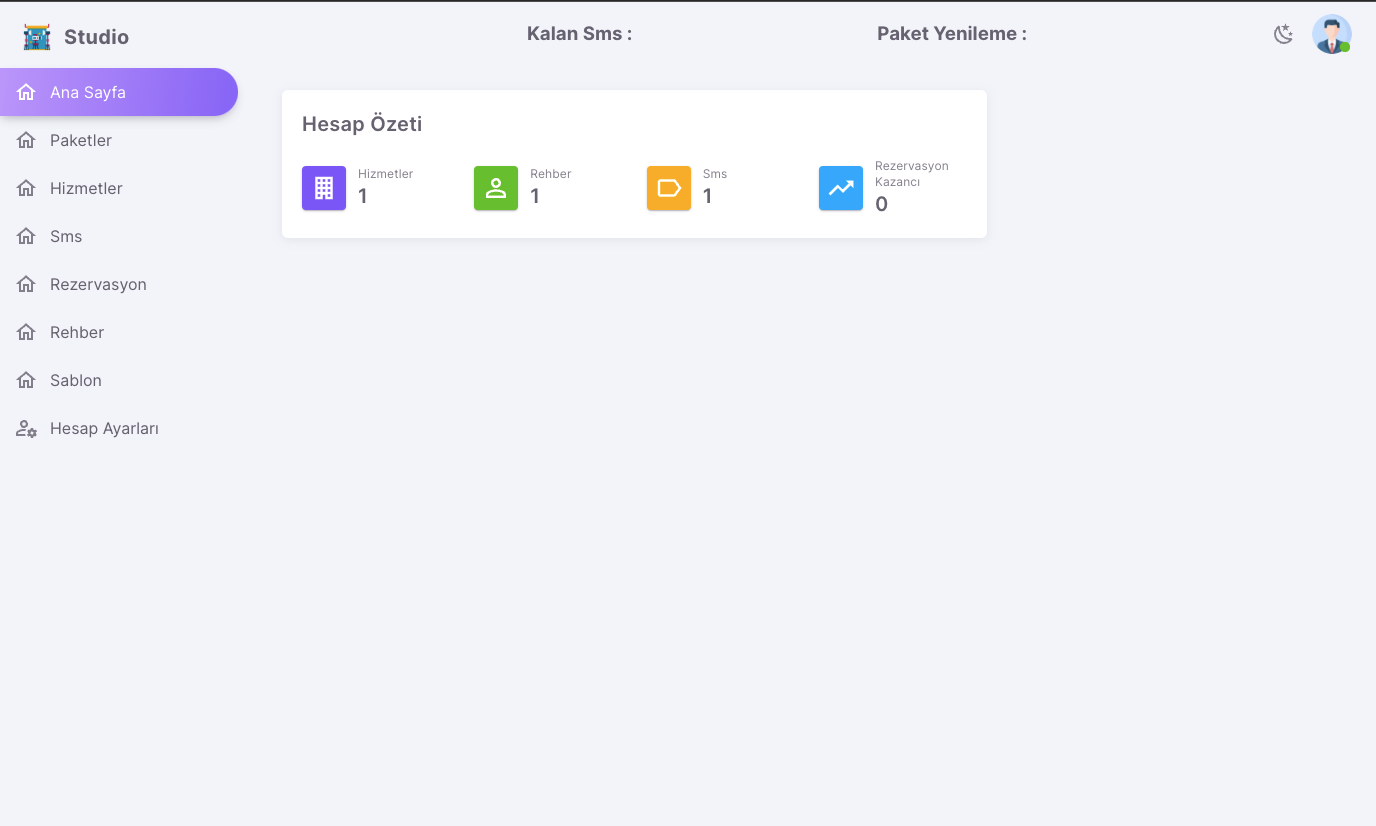 Studio
Kalan Sms :
Paket Yenileme :
Ana Sayfa
Paketler
Hizmetler
Sms
Rezervasyon
Rehber
Sablon
Hesap Ayarları
Hesap Özeti
Hizmetler
1
Rehber
1
Sms
1
Rezervasyon
Kazancı
0